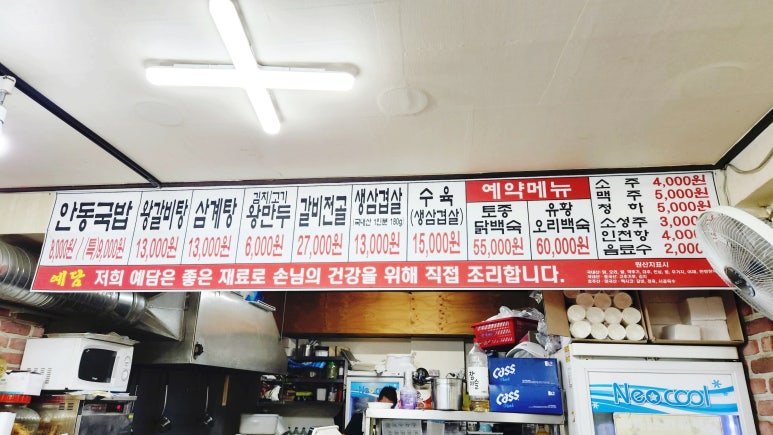 안동국밥
8,000원 / 특)9,000원
왕갈비탕
13,000원
삼계탕
13,000원
김치/고기
왕만두
6,000원
갈비전골
27,000원
생삼겹살
국내산 1인분 180g
13,000원
수육
(생삼겹살)
15,000원
예약메뉴
토종
닭백숙
55,000원
유황
오리백숙
60,000원
소주 4,000원
맥주 5,000원
청하 5,000원
소성주 3,000원
인천향 4,000원
음료수 2,000
예담 저희 예담은 좋은 재료로 손님의 건강을 위해 직접 조리합니다.
원산지표시
Cass
Cass
Neocool